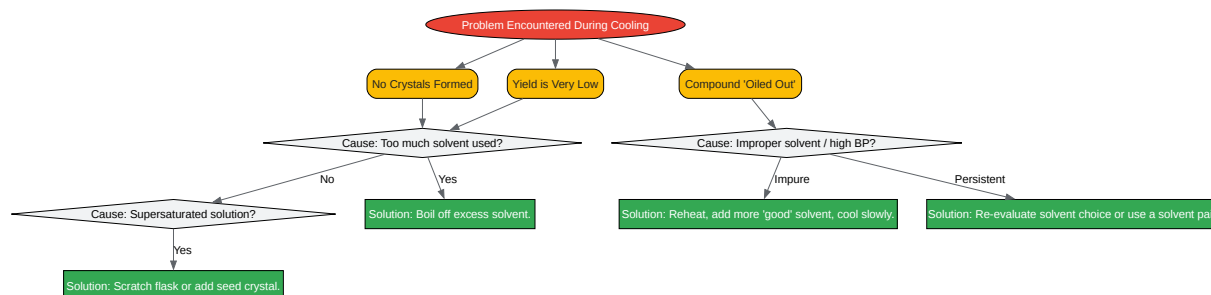 Problem Encountered During Cooling
No Crystals Formed
Yield is Very Low
Compound 'Oiled Out'
Cause: Too much solvent used?
Cause: Improper solvent / high BP?
No
Yes
Impure
Persistent
Cause: Supersaturated solution?
Solution: Boil off excess solvent.
Solution: Reheat, add more 'good' solvent, cool slowly.
Solution: Re-evaluate solvent choice or use a solvent
Yes
Solution: Scratch flask or add seed crystal.